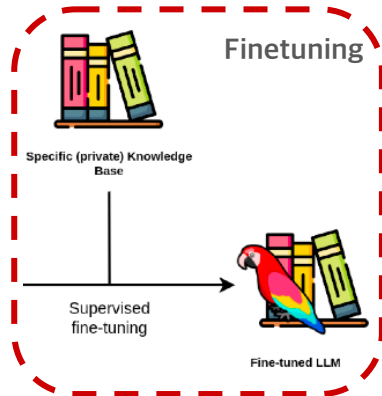 Finetuning
Specific (private) Knowledge
Base
Supervised
fine-tuning
Fine-tuned LLM